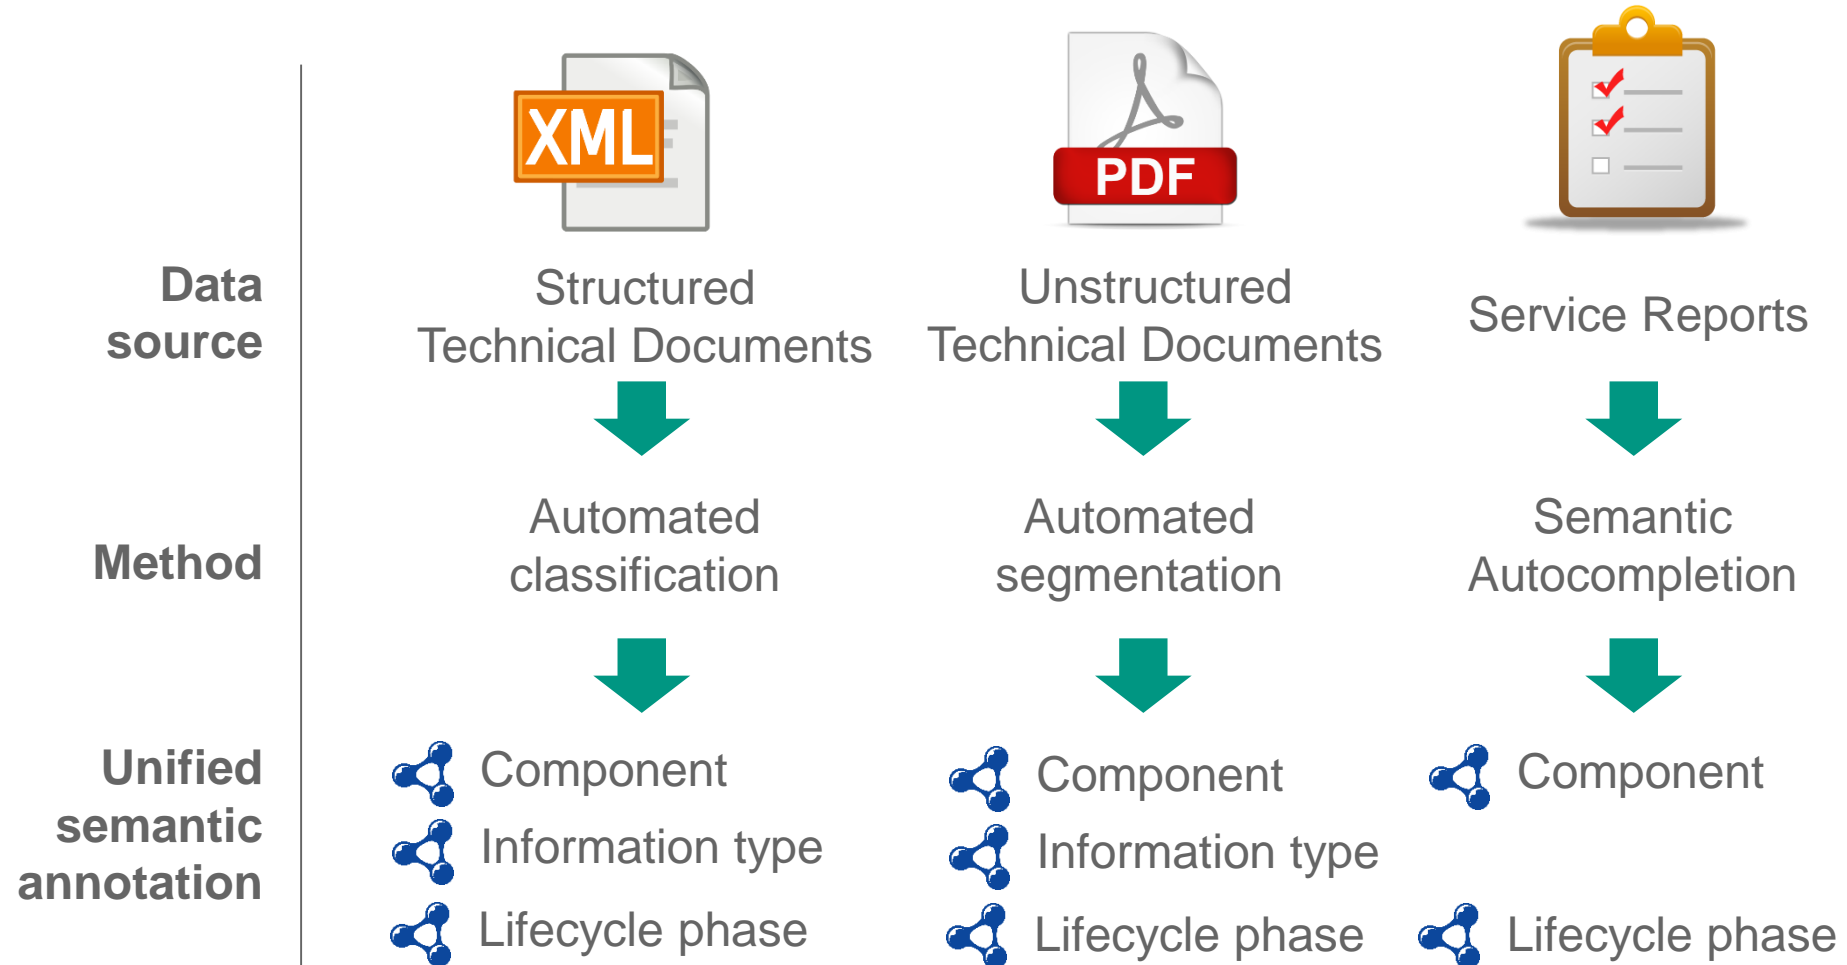 XML
PDF
Data
source
Structured
Technical Documents
Unstructured
Technical Documents
Service Reports
Method
Automated
classification
Automated
segmentation
Semantic
Autocompletion
Unified
semantic
annotation
Component
Information type
Lifecycle phase
Component
Information type
Lifecycle phase
Component
Lifecycle phase